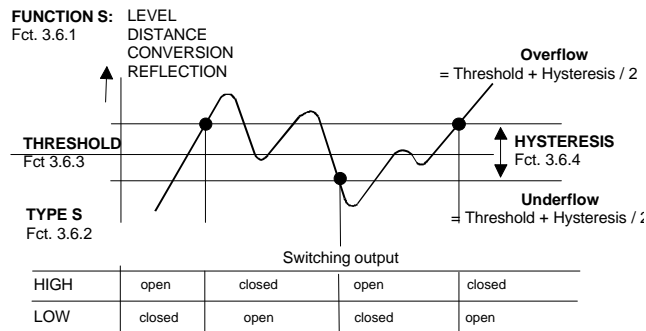 FUNCTION S: LEVEL
Fct. 3.6.1 DISTANCE
CONVERSION
REFLECTION
Overflow
= Threshold + Hysteresis / 2
THRESHOLD
Fct 3.6.3
HYSTERESIS
Fct. 3.6.4
TYPE S
Fct. 3.6.2
Underflow
= Threshold + Hysteresis / 2
Switching output
HIGH open closed open closed
LOW closed open closed open